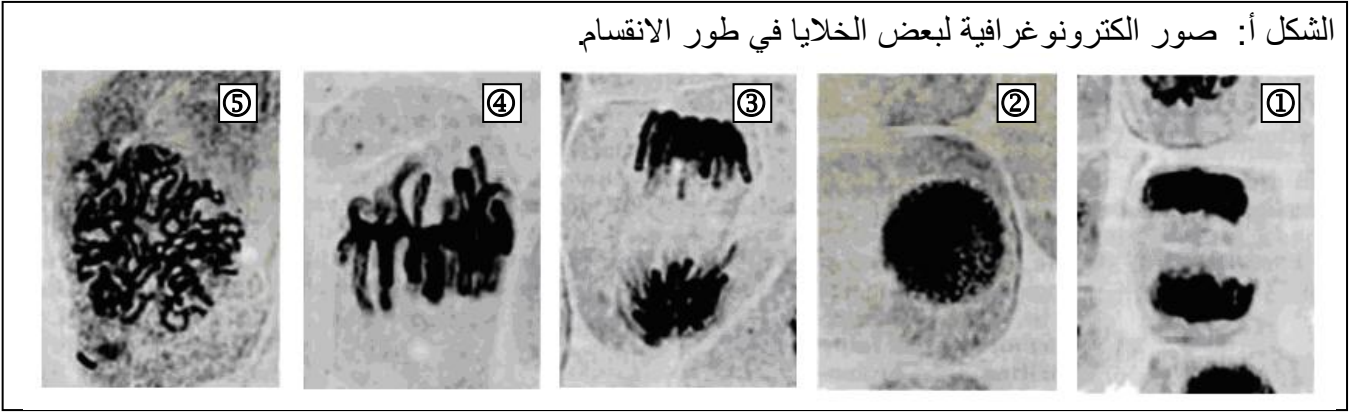 الشكل أ: صور الكترونوغرافية لبعض الخلايا في طور الانقسام.
① ② ③ ④ ⑤